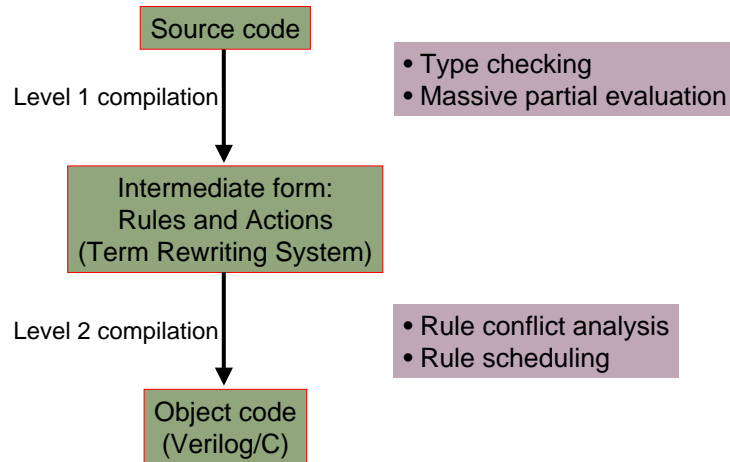 Source code
Level 1 compilation
• Type checking
• Massive partial evaluation
Intermediate form:
Rules and Actions
(Term Rewriting System)
Level 2 compilation
• Rule conflict analysis
• Rule scheduling
Object code
(Verilog/C)